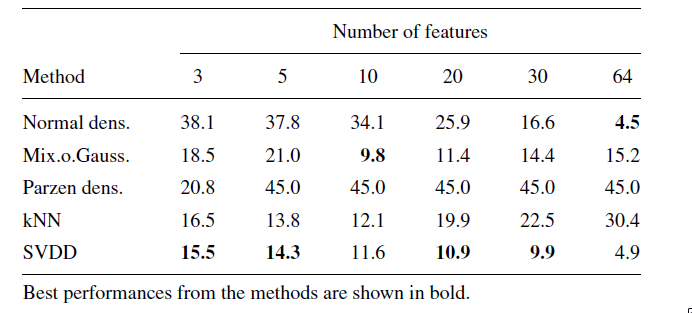 Number of features
Method 3 5 10 20 30 64
Normal dens. 38.1 37.8 34.1 25.9 16.6 4.5
Mix.o.Gauss. 18.5 21.0 9.8 11.4 14.4 15.2
Parzen dens. 20.8 45.0 45.0 45.0 45.0 45.0
kNN 16.5 13.8 12.1 19.9 22.5 30.4
SVDD 15.5 14.3 11.6 10.9 9.9 4.9
Best performances from the methods are shown in bold.